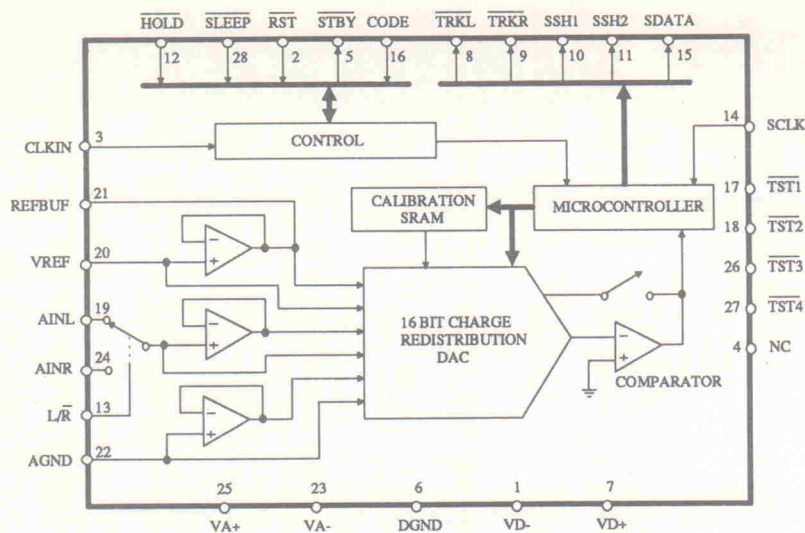 HOLD SLEEP RST STBY CODE TRKL TRKR SSH1 SSH2 SDATA
12 28 2 5 16 8 9 10 11 15
CLKIN 3 CONTROL 14 SCLK
REFBUF 21 CALIBRATION SRAM MICROCONTROLLER 17 TST1
18 TST2
VREF 20 26 TST3
AINL 19 16 BIT CHARGE REDISTRIBUTION DAC 27 TST4
AINR 24 4 NC
COMPARATOR
L/R 13
AGND 22
25 23 6 1 7
VA+ VA- DGND VD- VD+
− +
− +
− +
− +